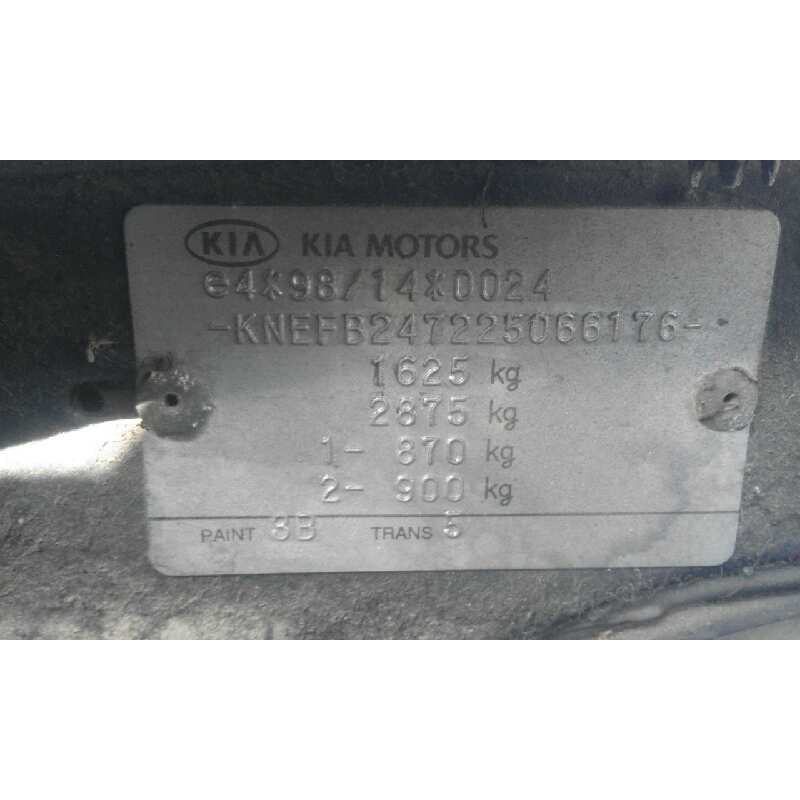 KIA KIA MOTORS
e4*98/14*0024
-KNEFB247225066176-
1625 kg
2875 kg
1- 870 kg
2- 900 kg
PAINT 8B TRANS 5